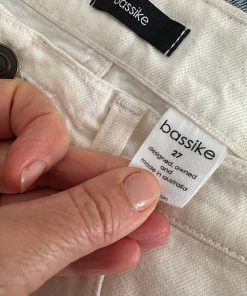 bassike
bassike
27
designed, owned
and
made in australia